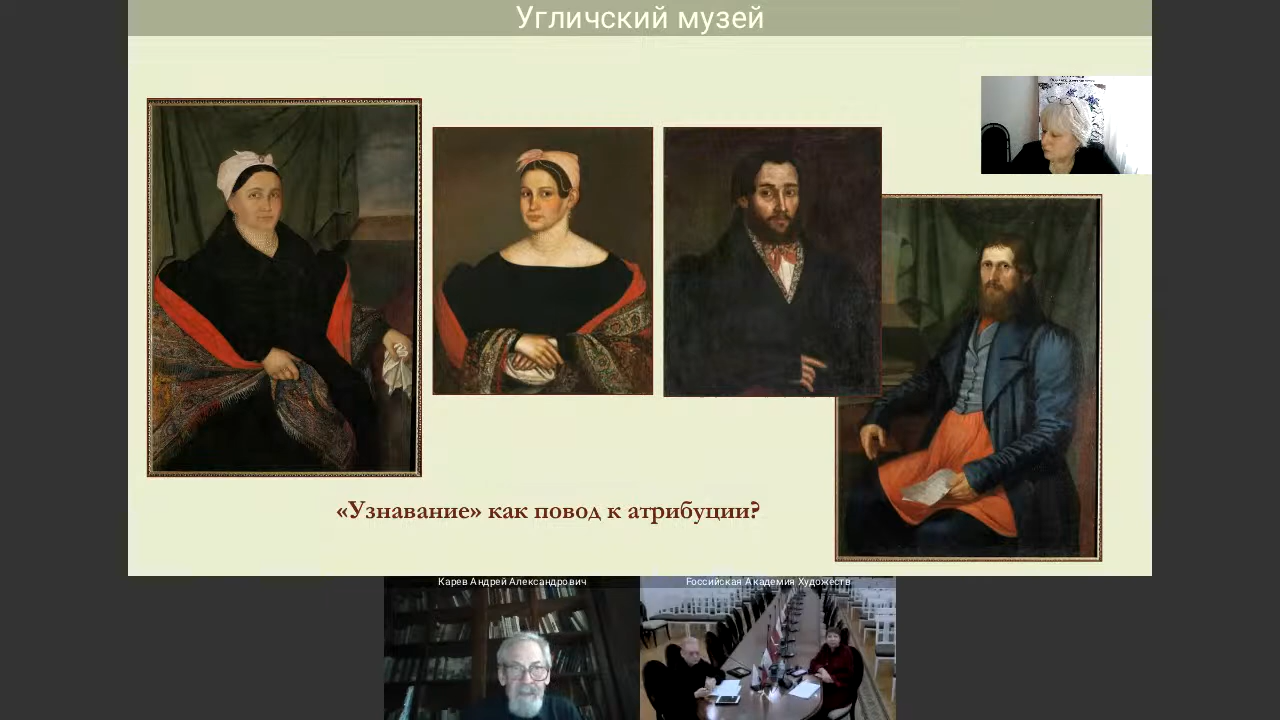 Угличский музей
«Узнавание» как повод к атрибуции?
Карев Андрей Александрович
Российская Академия Художеств